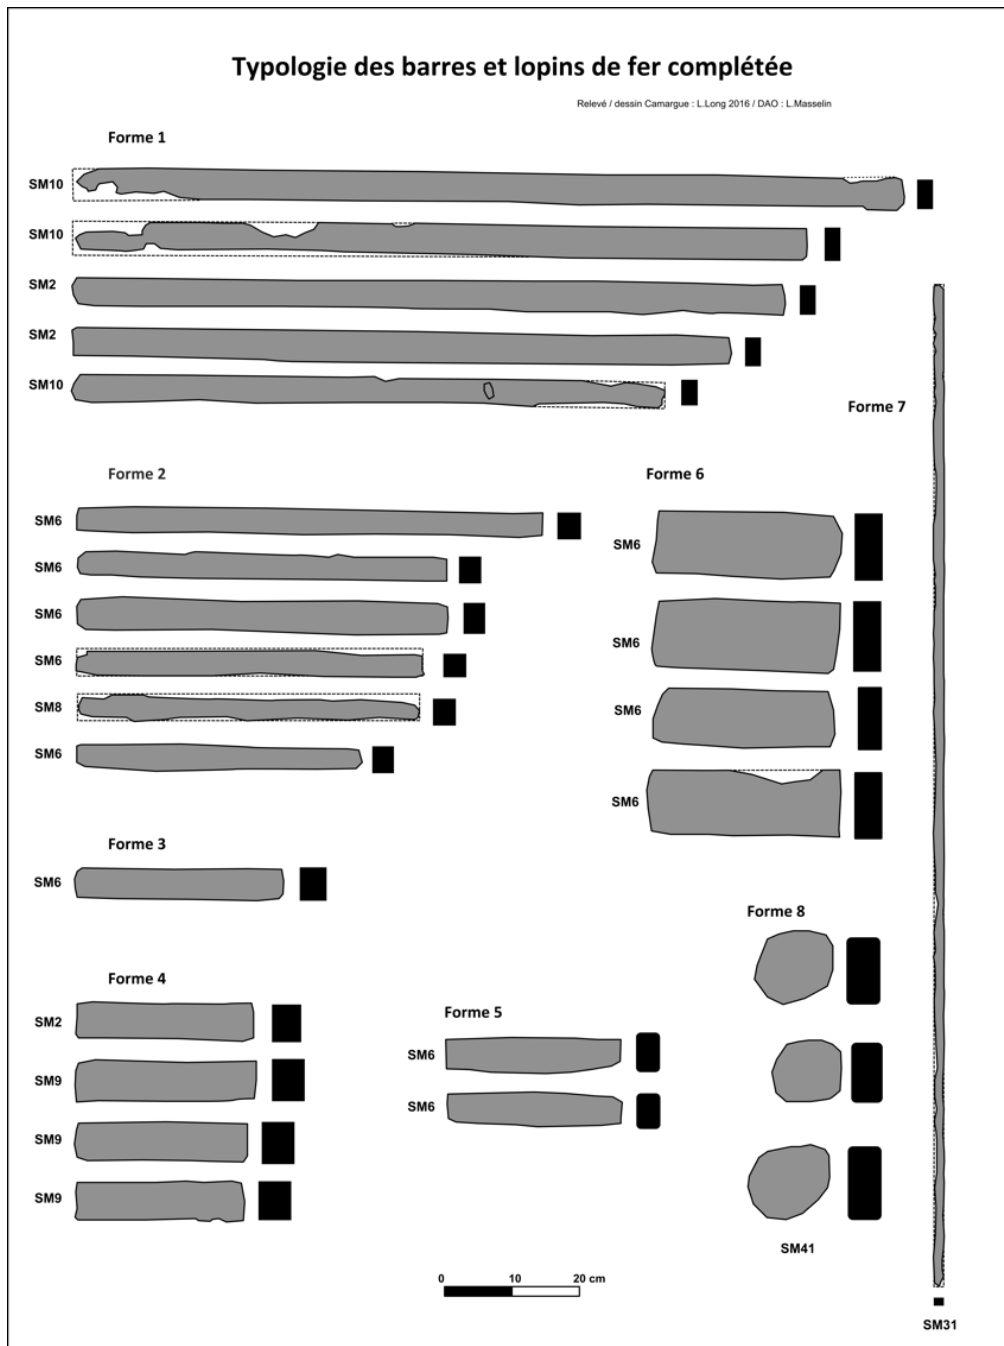 Typologie des barres et lopins de fer complétée
Relevé / dessin Camargue : L.Long 2016 / DAO : L.Masselin
Forme 1
SM10
SM10
SM2
SM2
SM10
Forme 2
SM6
SM6
SM6
SM6
SM8
SM6
Forme 3
SM6
Forme 4
SM2
SM9
SM9
SM9
Forme 5
SM6
SM6
Forme 6
SM6
SM6
SM6
SM6
Forme 7
SM31
Forme 8
SM41
0 10 20 cm